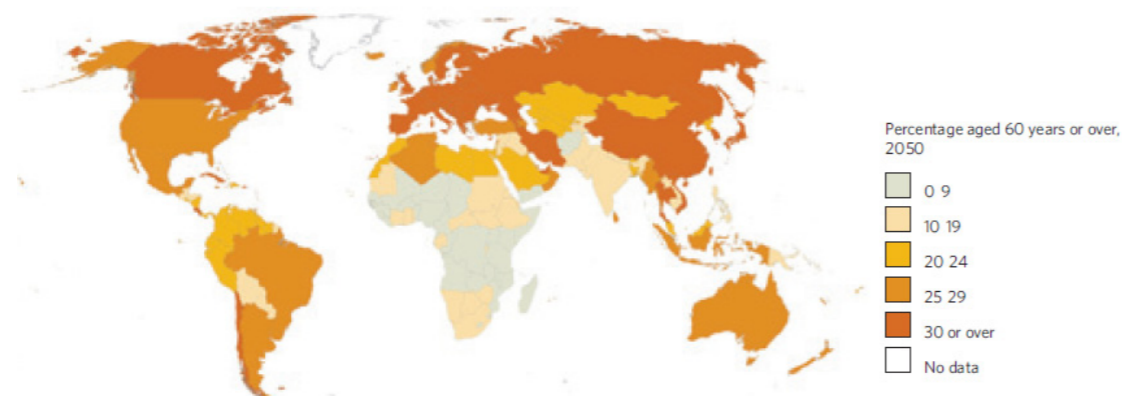 Percentage aged 60 years or over,
2050
0 9
10 19
20 24
25 29
30 or over
No data